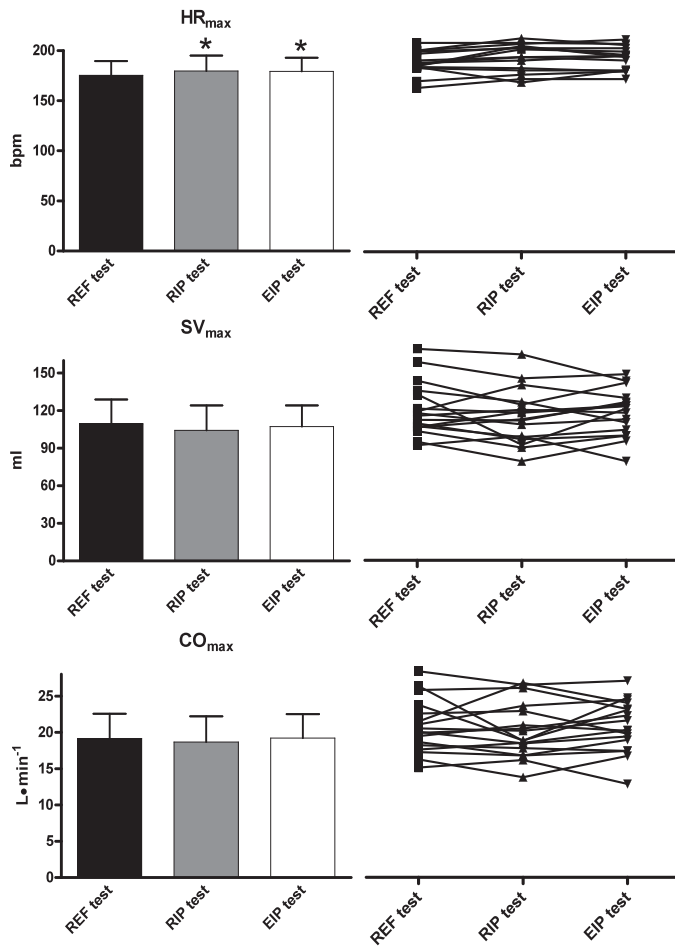 HRmax
200
150
100
50
0
bpm
*
*
REF test
RIP test
EIP test
REF test
RIP test
EIP test
SVmax
150
120
90
60
30
0
ml
REF test
RIP test
EIP test
REF test
RIP test
EIP test
COmax
25
20
15
10
5
0
L•min-1
REF test
RIP test
EIP test
REF test
RIP test
EIP test